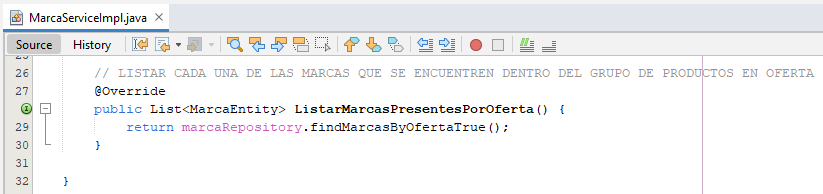 MarcaServiceImpl.java
Source History
25
26 // LISTAR CADA UNA DE LAS MARCAS QUE SE ENCUENTREN DENTRO DEL GRUPO DE PRODUCTOS EN OFERTA
27 @Override
public List<MarcaEntity> ListarMarcasPresentesPorOferta() {
29 return marcaRepository.findMarcasByOfertaTrue();
30 }
31
32 }